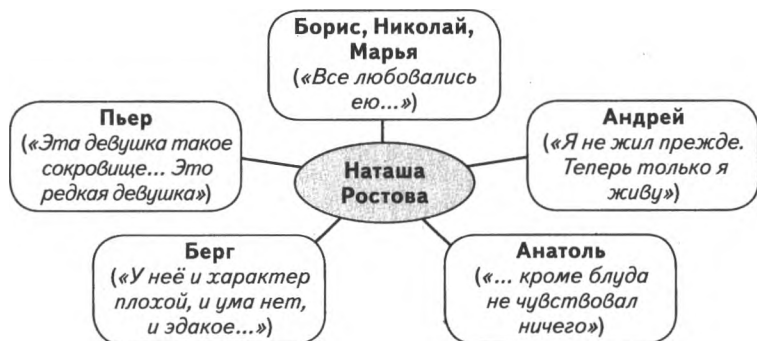 Борис, Николай,
Марья
(«Все любовались
ею...»)
Пьер
(«Эта девушка такое
сокровище... Это
редкая девушка»)
Андрей
(«Я не жил прежде.
Теперь только я
живу»)
Наташа
Ростова
Берг
(«У неё и характер
плохой, и ума нет,
и эдакое...»)
Анатоль
(«... кроме блуда
не чувствовал
ничего»)